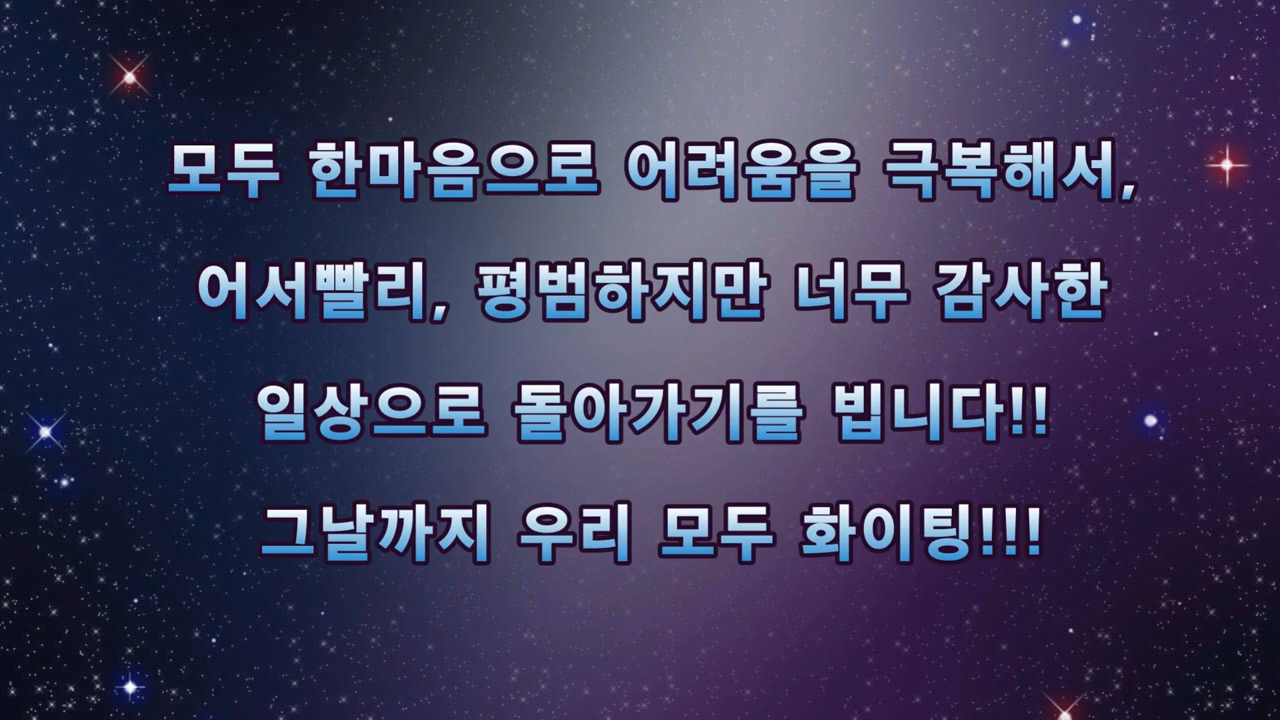 모두 한마음으로 어려움을 극복해서,
어서빨리, 평범하지만 너무 감사한
일상으로 돌아가기를 빕니다!!
그날까지 우리 모두 화이팅!!!